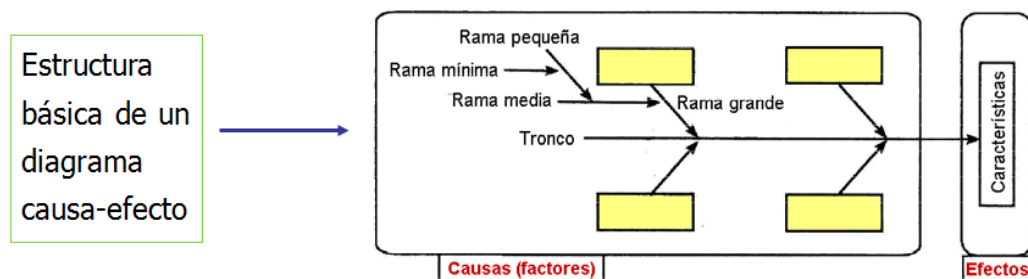 Estructura
básica de un
diagrama
causa-efecto
Rama pequeña
Rama mínima
Rama media
Rama grande
Tronco
Características
Causas (factores)
Efectos